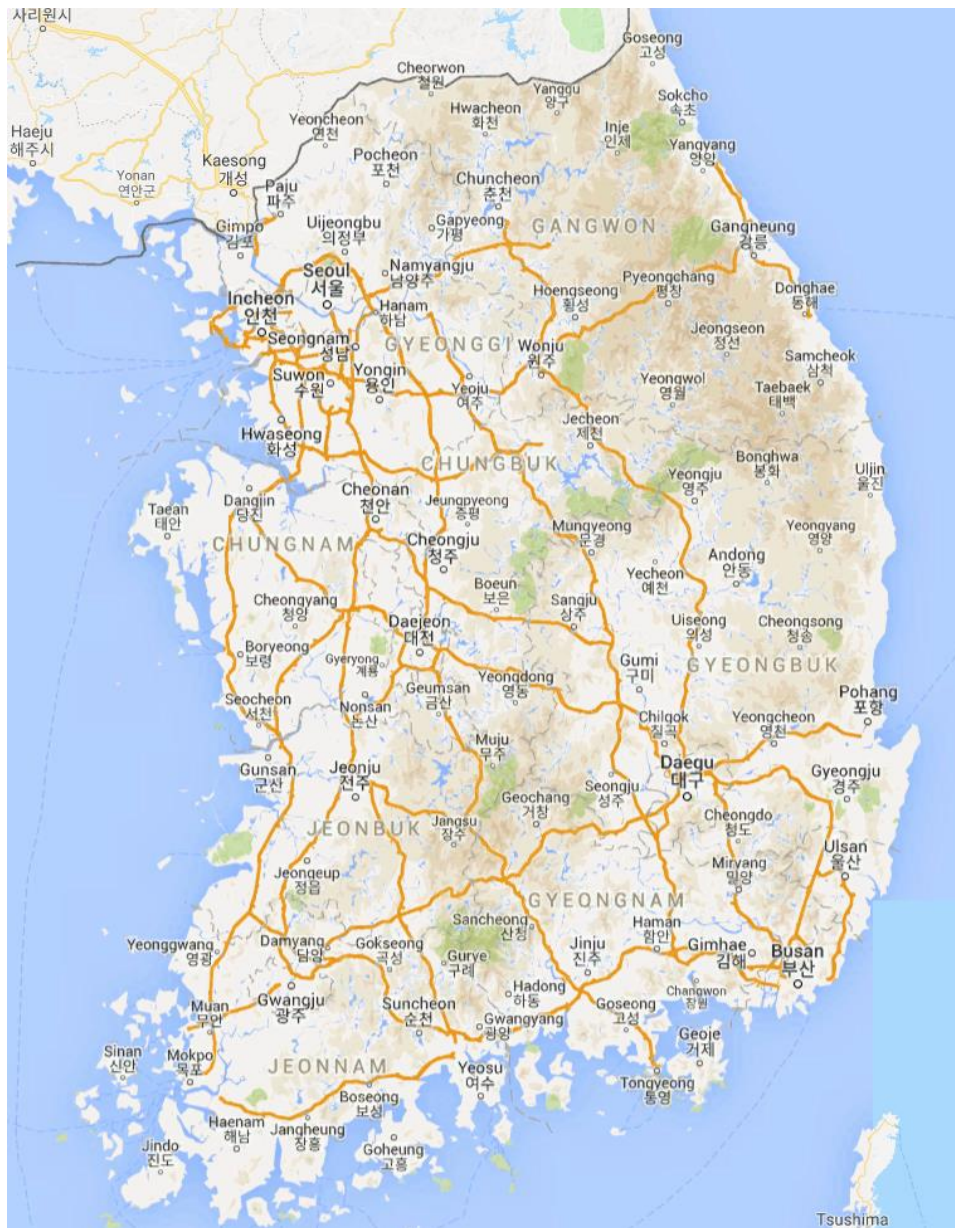 사리원시
Goseong
고성
Cheorwon
철원
Yanggu
양구
Sokcho
속초
Hwacheon
화천
Yeoncheon
연천
Inje
인제
Haeju
해주시
Yangyang
양양
Kaesong
개성
Pocheon
포천
Yonan
연안군
Chuncheon
춘천
Paju
파주
Gimpo
김포
Uijeongbu
의정부
Gapyeong
가평
GANGWON
Gangneung
강릉
Seoul
서울
Namyangju
남양주
Pyeongchang
평창
Donghae
동해
Incheon
인천
Hanam
하남
Hoengseong
횡성
Jeongseon
정선
Seongnam
성남
GYEONGGI
Wonju
원주
Samcheok
삼척
Suwon
수원
Yongin
용인
Yeoju
여주
Yeongwol
영월
Taebaek
태백
Hwaseong
화성
Jecheon
제천
CHUNGBUK
Bonghwa
봉화
Uljin
울진
Yeongju
영주
Dangjin
당진
Cheonan
천안
Jeungpyeong
증평
Taean
태안
Mungyeong
문경
Yeongyang
영양
CHUNGNAM
Cheongju
청주
Andong
안동
Yecheon
예천
Boeun
보은
Cheongyang
청양
Sangju
상주
Uiseong
의성
Cheongsong
청송
Daejeon
대전
Boryeong
보령
Gyeryong
계룡
Gumi
구미
GYEONGBUK
Yeongdong
영동
Geumsan
금산
Seocheon
서천
Nonsan
논산
Pohang
포항
Chilgok
칠곡
Yeongcheon
영천
Muju
무주
Gunsan
군산
Jeonju
전주
Daegu
대구
Seongju
성주
Gyeongju
경주
Geochang
거창
Cheongdo
청도
JEONBUK
Jangsu
장수
Ulsan
울산
Jeongeup
정읍
Miryang
밀양
GYEONGNAM
Sancheong
산청
Haman
함안
Yeonggwang
영광
Damyang
담양
Gokseong
곡성
Gurye
구례
Jinju
진주
Gimhae
김해
Busan
부산
Gwangju
광주
Hadong
하동
Changwon
창원
Muan
무안
Suncheon
순천
Gwangyang
광양
Goseong
고성
Geoje
거제
Sinan
신안
Mokpo
목포
JEONNAM
Yeosu
여수
Tongyeong
통영
Boseong
보성
Haenam
해남
Jangheung
장흥
Goheung
고흥
Jindo
진도
Tsushima